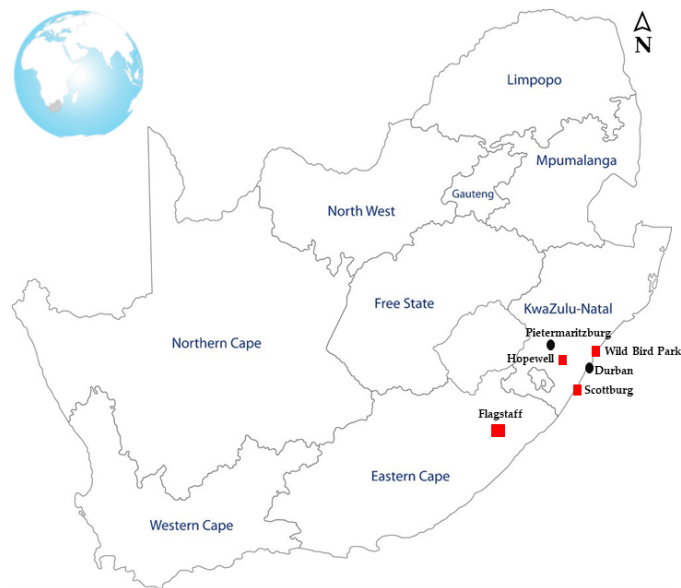 N
Limpopo
Mpumalanga
Gauteng
North West
Free State
KwaZulu-Natal
Pietermaritzburg
Northern Cape
Wild Bird Park
Hopewell
Durban
Scottburg
Flagstaff
Eastern Cape
Western Cape